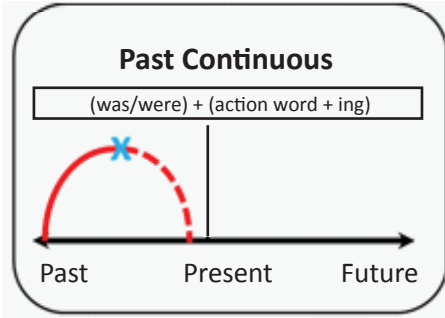 Past Continuous
(was/were) + (action word + ing)
X
Past Present Future